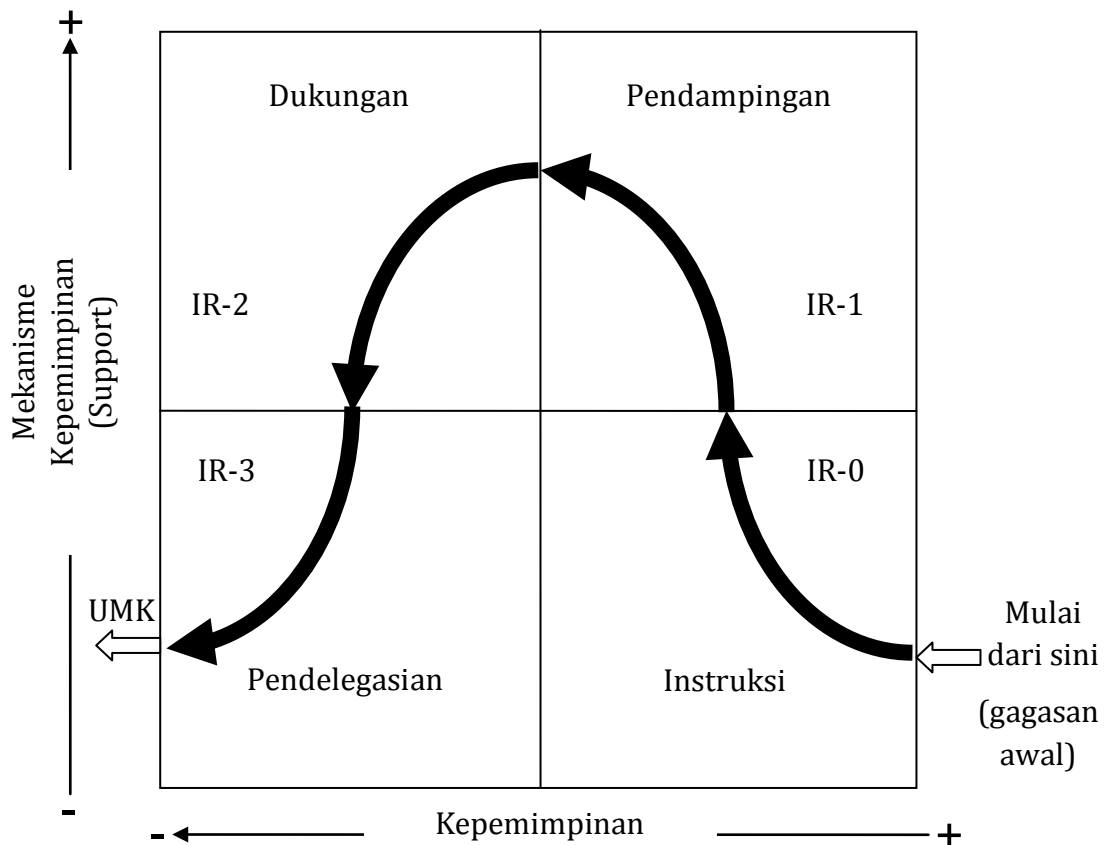 +
Dukungan
Pendampingan
Mekanisme
Kepemimpinan
(Support)
IR-2
IR-1
IR-3
IR-0
UMK
Mulai
dari sini
(gagasan
awal)
Pendelegasian
Instruksi
-
-
Kepemimpinan
+